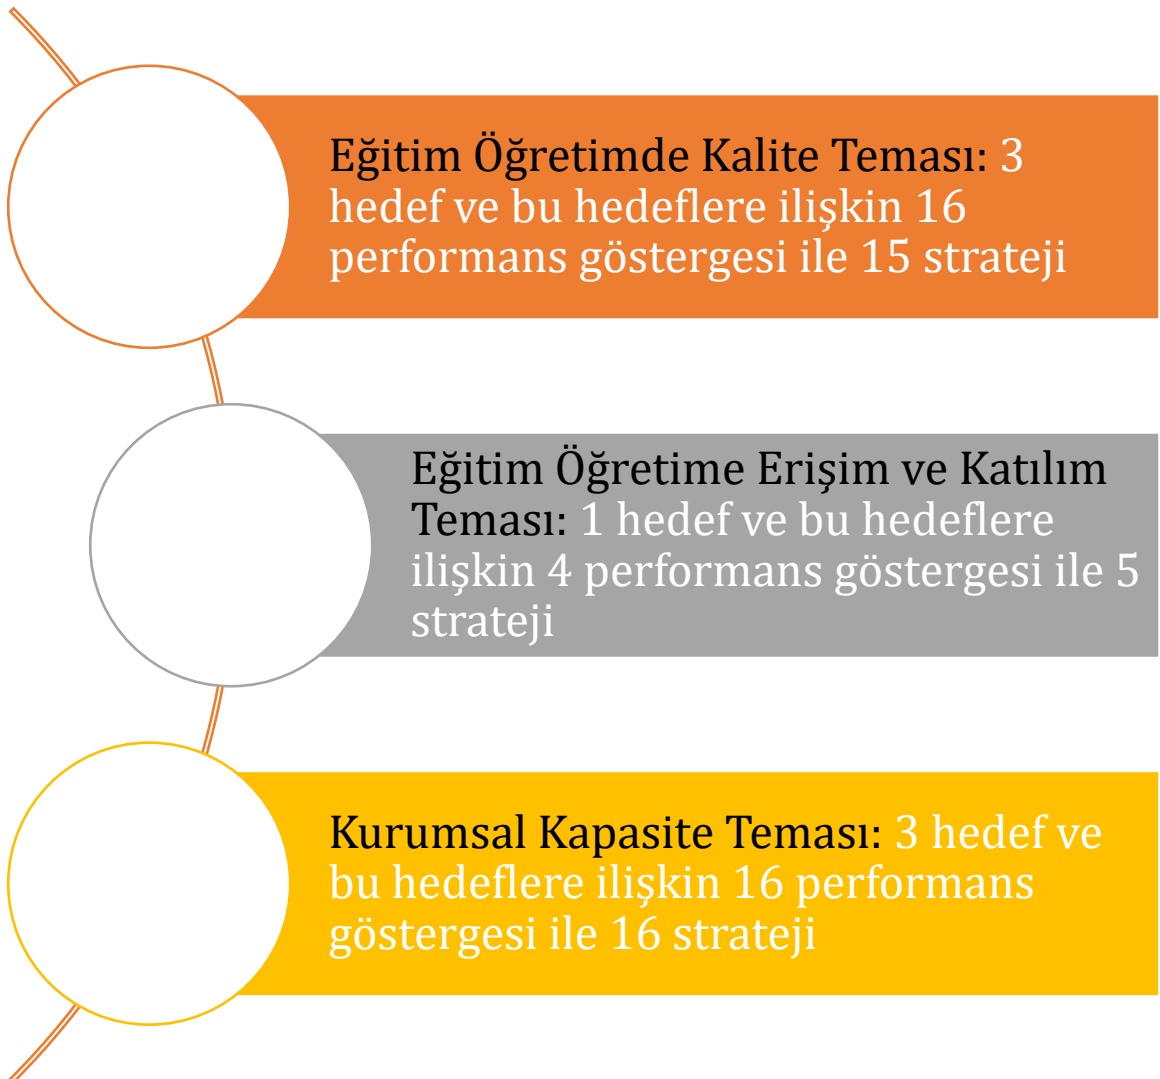 Eğitim Öğretimde Kalite Teması: 3
hedef ve bu hedeflere ilişkin 16
performans göstergesi ile 15 strateji
Eğitim Öğretime Erişim ve Katılım
Teması: 1 hedef ve bu hedeflere
ilişkin 4 performans göstergesi ile 5
strateji
Kurumsal Kapasite Teması: 3 hedef ve
bu hedeflere ilişkin 16 performans
göstergesi ile 16 strateji